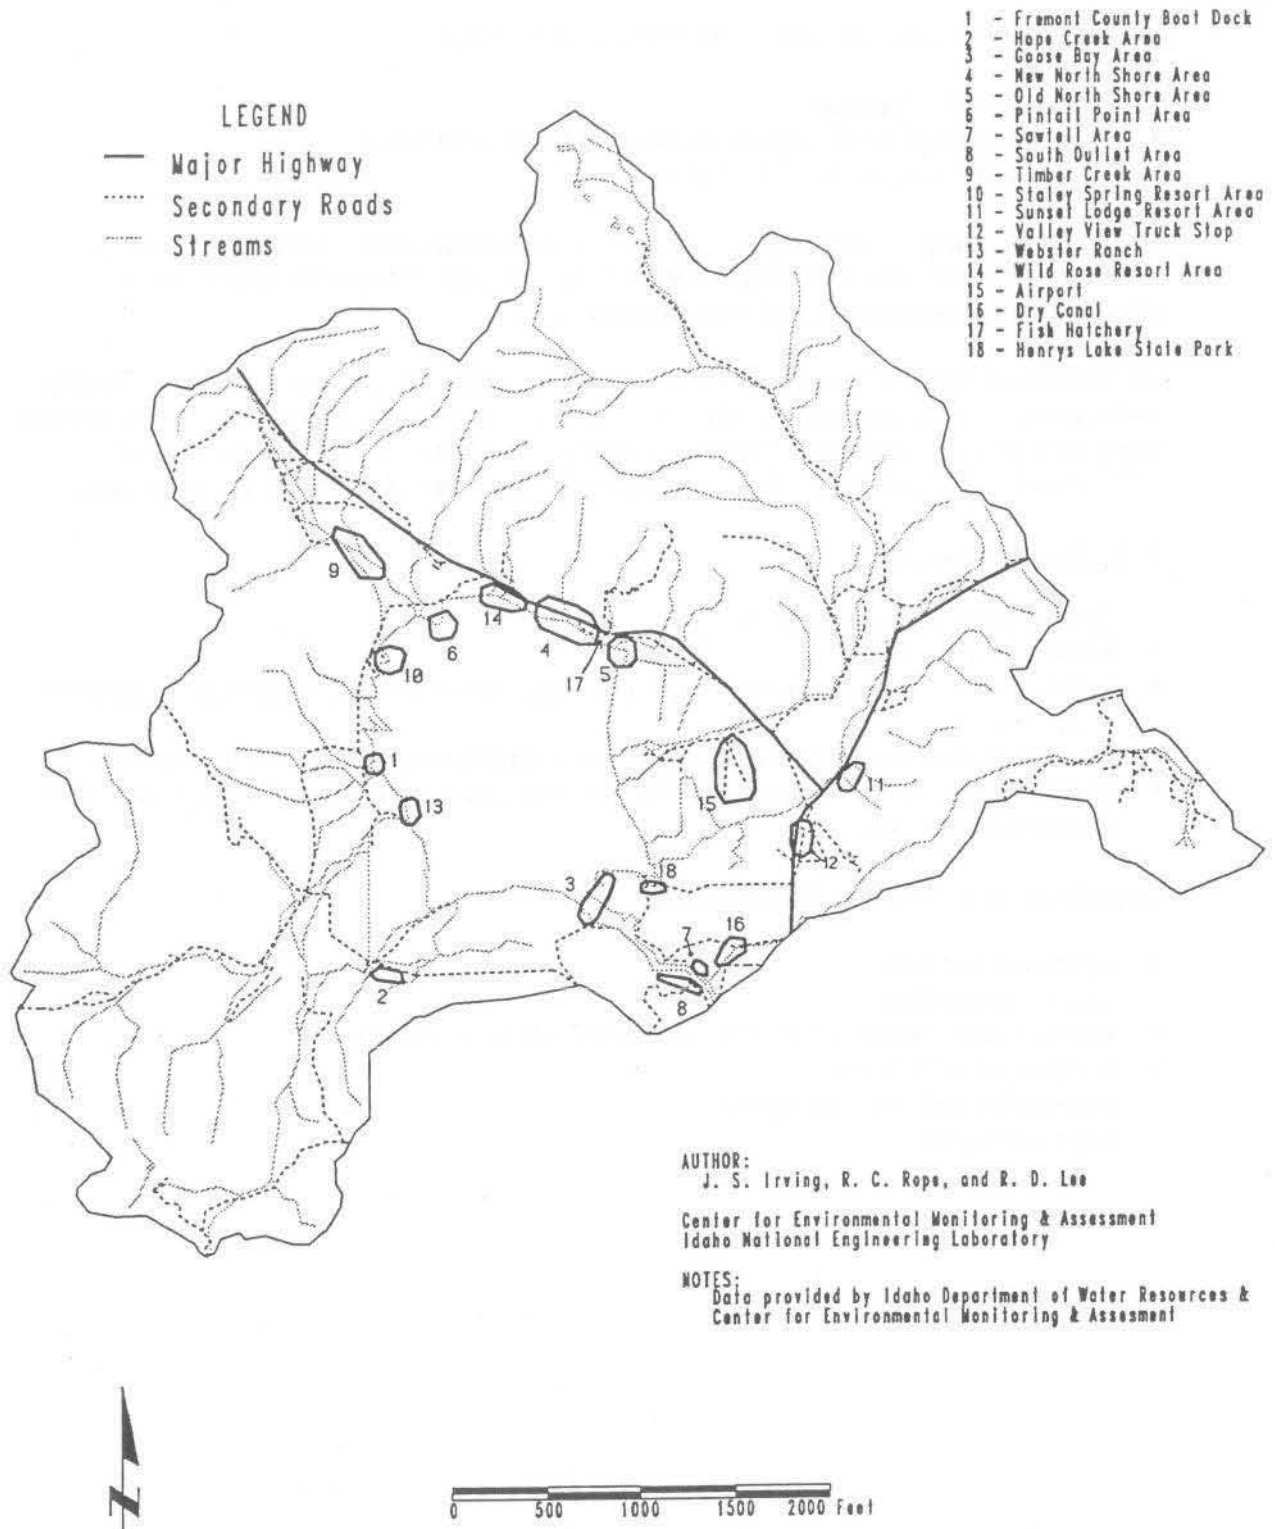 1 - Fremont County Boat Dock
2 - Hope Creek Area
3 - Goose Bay Area
4 - New North Shore Area
5 - Old North Shore Area
6 - Pintail Point Area
7 - Sawtell Area
8 - South Outlet Area
9 - Timber Creek Area
10 - Staley Spring Resort Area
11 - Sunset Lodge Resort Area
12 - Valley View Truck Stop
13 - Webster Ranch
14 - Wild Rose Resort Area
15 - Airport
16 - Dry Canal
17 - Fish Hatchery
18 - Henrys Lake State Park
LEGEND
Major Highway
Secondary Roads
Streams
9
14
6
4
10
17
5
1
13
15
11
12
3
18
7
16
2
8
AUTHOR:
J. S. Irving, R. C. Rope, and R. D. Lee
Center for Environmental Monitoring & Assessment
Idaho National Engineering Laboratory
NOTES:
Data provided by Idaho Department of Water Resources &
Center for Environmental Monitoring & Assesment
N
0 500 1000 1500 2000 Feet